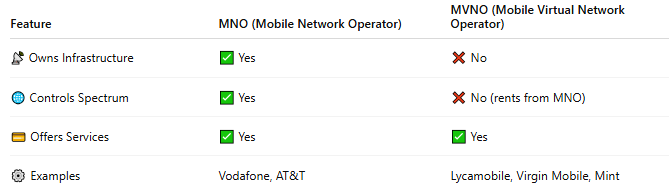 Feature MNO (Mobile Network Operator) MVNO (Mobile Virtual Network Operator)
Owns Infrastructure Yes No
Controls Spectrum Yes No (rents from MNO)
Offers Services Yes Yes
Examples Vodafone, AT&T Lycamobile, Virgin Mobile, Mint